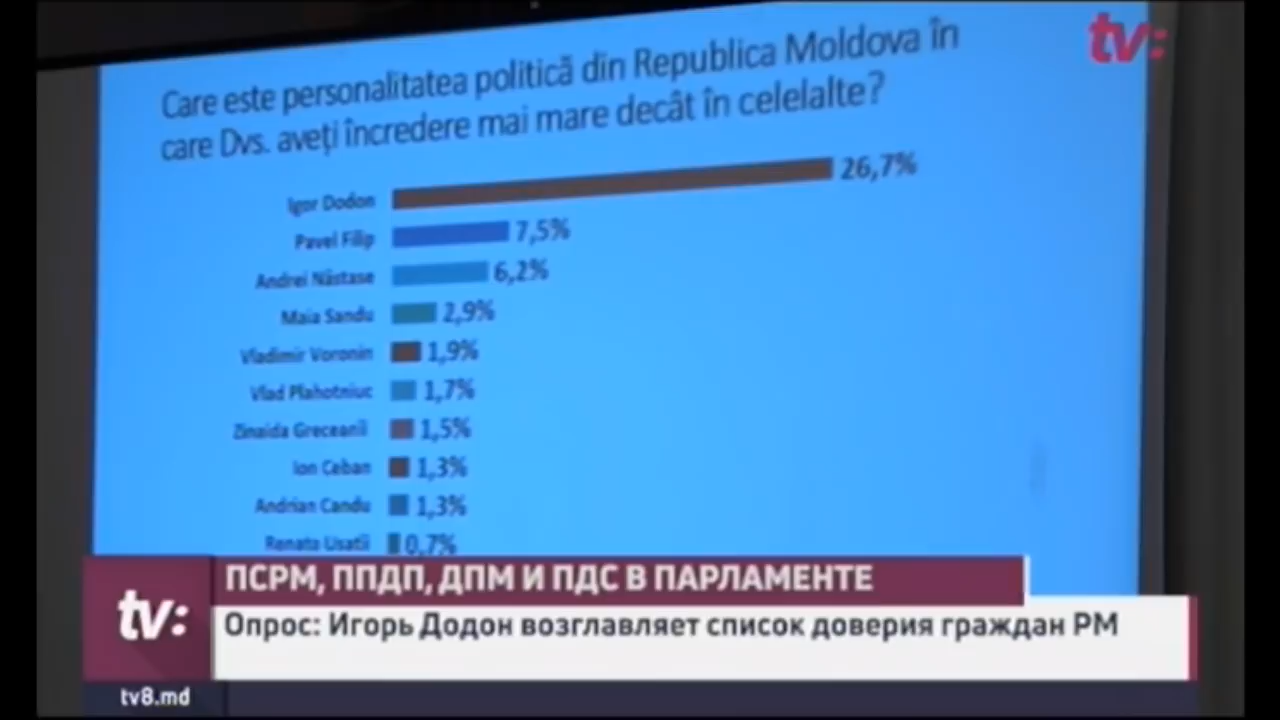 tv:
Care este personalitatea politică din Republica Moldova în
care Dvs. aveți încredere mai mare decât în celelalte?
Igor Dodon 26,7%
Pavel Filip 7,5%
Andrei Năstase 6,2%
Maia Sandu 2,9%
Vladimir Voronin 1,9%
Vlad Plahotniuc 1,7%
Zinaida Greceanîi 1,5%
Ion Ceban 1,3%
Andrian Candu 1,3%
Renato Usatîi 0,7%
ПСРМ, ППДП, ДПМ И ПДС В ПАРЛАМЕНТЕ
tv:
Опрос: Игорь Додон возглавляет список доверия граждан РМ
tv8.md